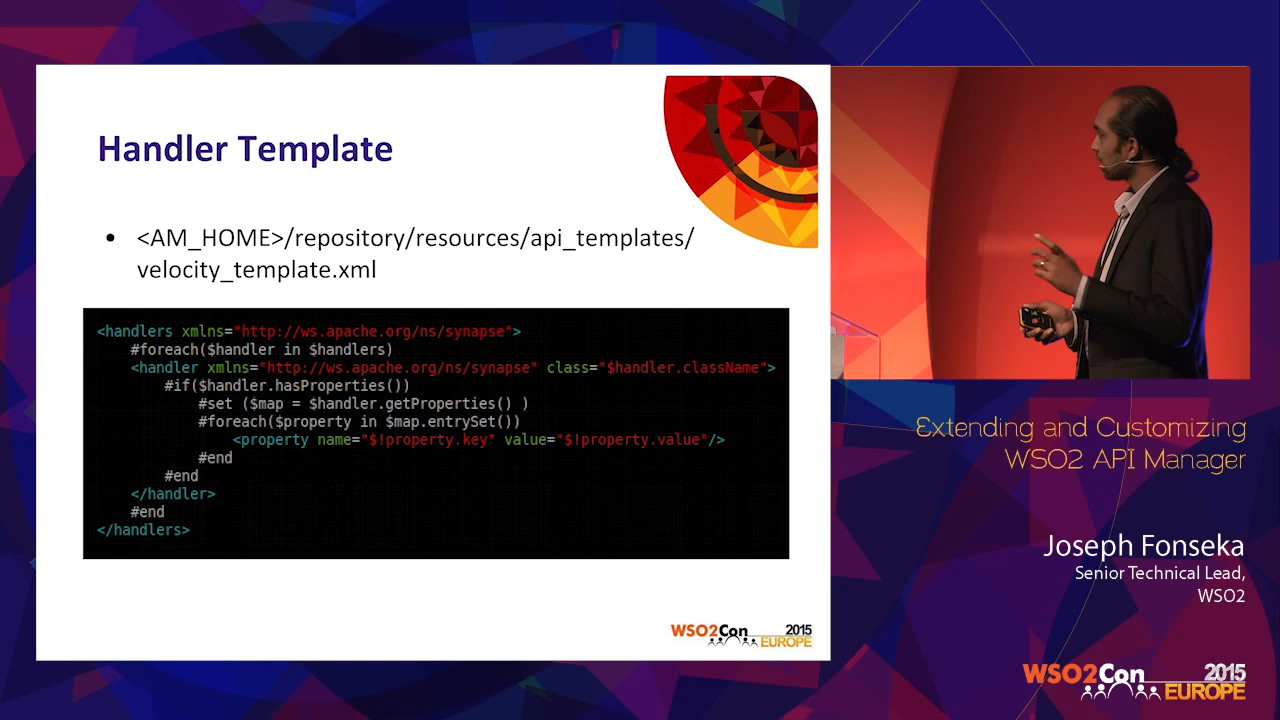 Handler Template
• <AM_HOME>/repository/resources/api_templates/
velocity_template.xml
<handlers xmlns="http://ws.apache.org/ns/synapse">
#foreach($handler in $handlers)
<handler xmlns="http://ws.apache.org/ns/synapse" class="$handler.className">
#if($handler.hasProperties())
#set ($map = $handler.getProperties() )
#foreach($property in $map.entrySet())
<property name="$!property.key" value="$!property.value"/>
#end
#end
</handler>
#end
</handlers>
WSO2Con 2015
EUROPE
Extending and Customizing
WSO2 API Manager
Joseph Fonseka
Senior Technical Lead,
WSO2
WSO2Con 2015
EUROPE